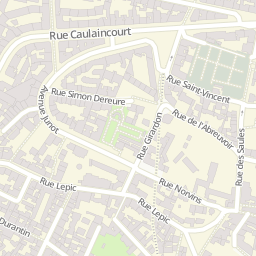 Rue Caulaincourt
Rue Saint-Vincent
Rue Simon Dereure
Avenue Junot
Rue de l'Abreuvoir
Rue Girardon
Rue des Saules
Rue Lepic
Rue Norvins
Rue Lepic
Durantin